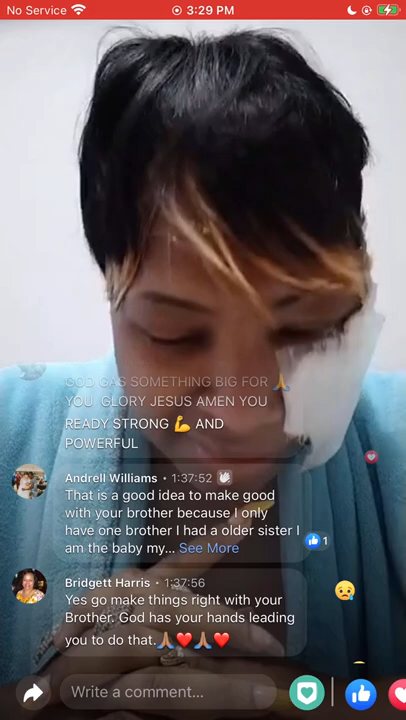 No Service 3:29 PM
GOD GAS SOMETHING BIG FOR 🙏
YOU GLORY JESUS AMEN YOU
READY STRONG 💪 AND
POWERFUL
Andrell Williams · 1:37:52
That is a good idea to make good
with your brother because I only
have one brother I had a older sister I
am the baby my... See More
1
Bridgett Harris · 1:37:56
Yes go make things right with your
Brother. God has your hands leading
you to do that.🙏❤️🙏❤️
Write a comment...